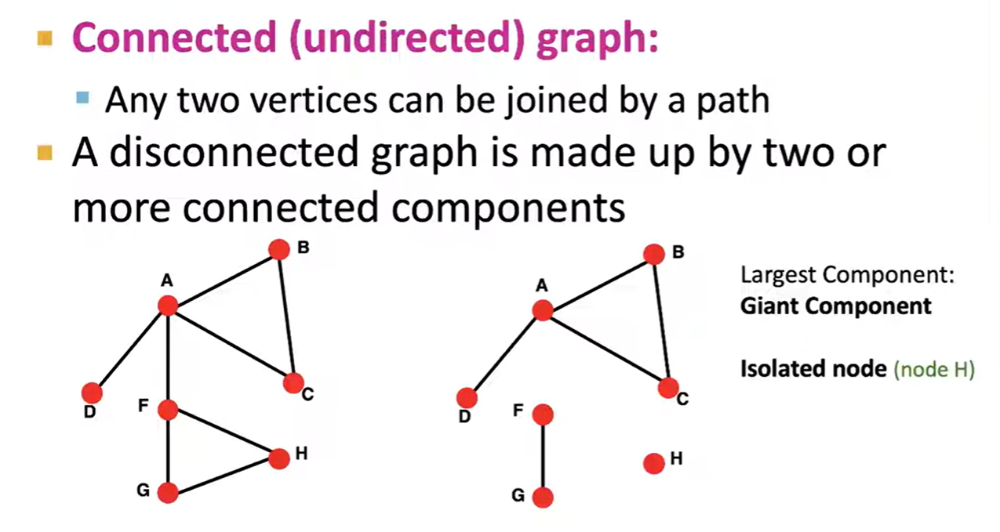 Connected (undirected) graph:
Any two vertices can be joined by a path
A disconnected graph is made up by two or
more connected components
B
A
D
C
F
H
G
B
A
D
C
F
H
G
Largest Component:
Giant Component
Isolated node (node H)